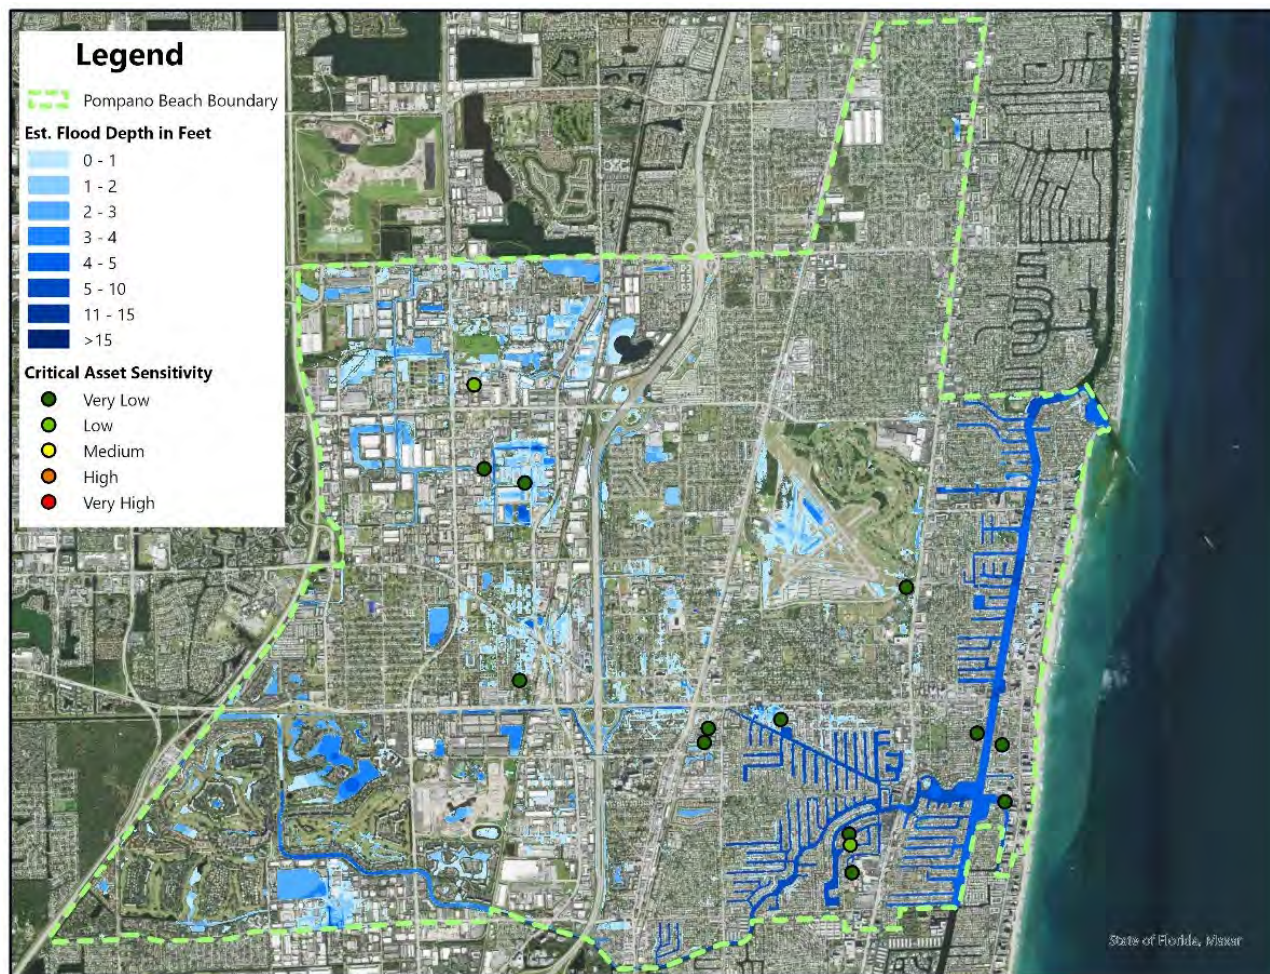 Legend
Pompano Beach Boundary
Est. Flood Depth in Feet
0 - 1
1 - 2
2 - 3
3 - 4
4 - 5
5 - 10
11 - 15
>15
Critical Asset Sensitivity
Very Low
Low
Medium
High
Very High
State of Florida, Maxar